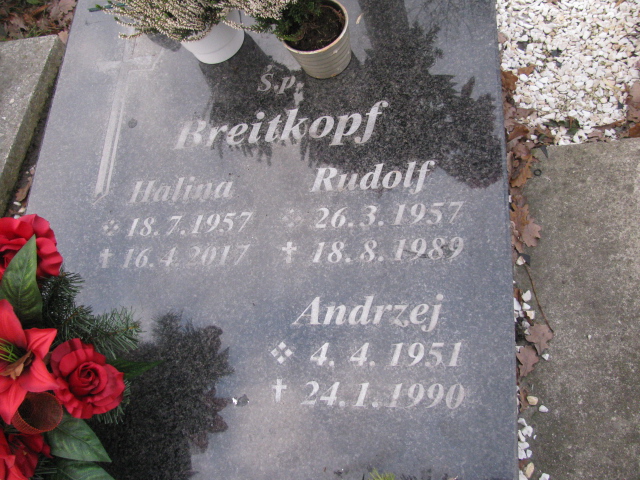 Ś.p.
Breitkopf
Halina Rudolf
18.7.1957 26.3.1957
✝ 16.4.2017 ✝ 18.8.1989
Andrzej
4.4.1951
✝ 24.1.1990